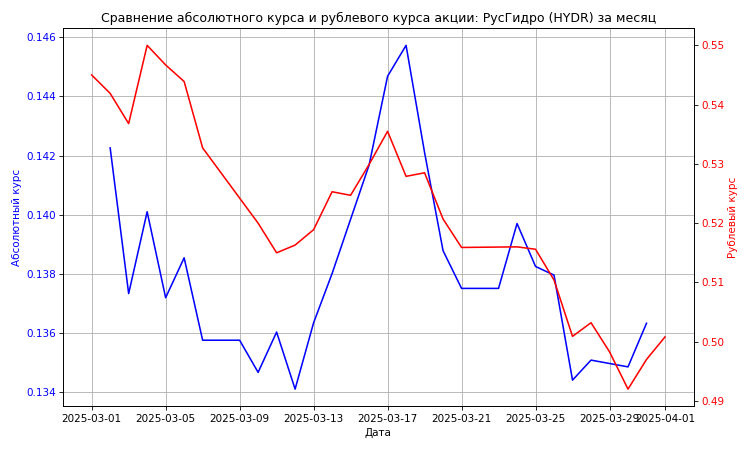 Сравнение абсолютного курса и рублевого курса акции: РусГидро (HYDR) за месяц
Абсолютный курс
0.146
0.144
0.142
0.140
0.138
0.136
0.134
0.55
0.54
0.53
0.52
0.51
0.50
0.49
Рублевый курс
2025-03-01 2025-03-05 2025-03-09 2025-03-13 2025-03-17 2025-03-21 2025-03-25 2025-03-29 2025-04-01
Дата